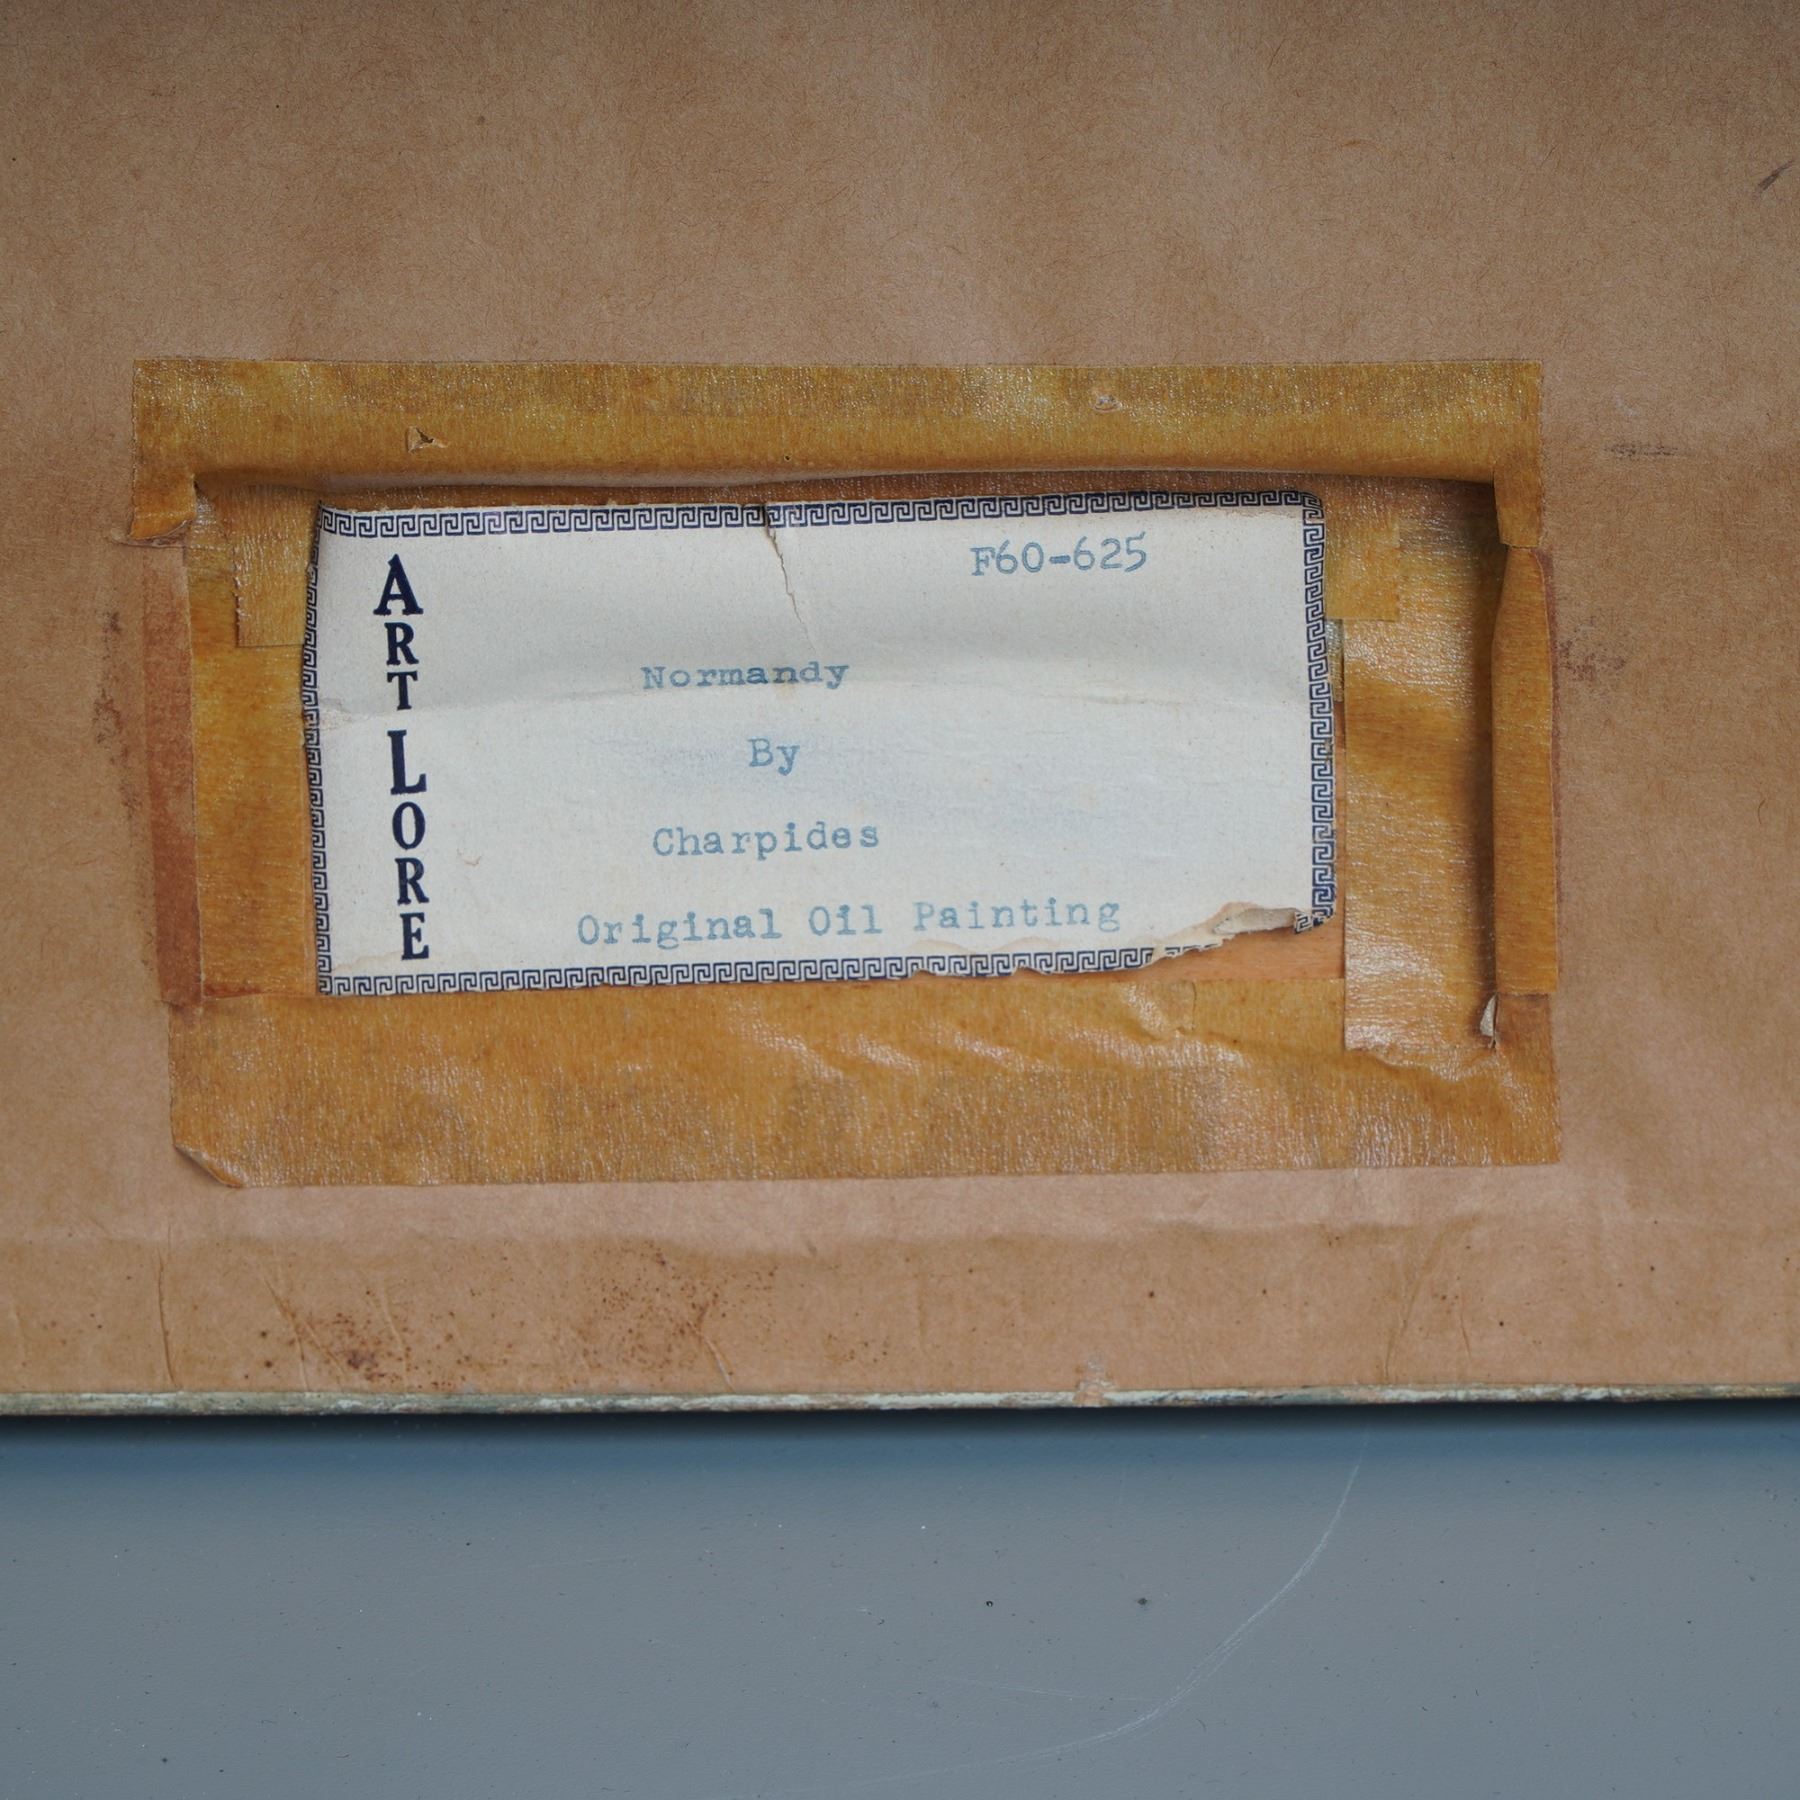 ART LORE
F60-625
Normandy
By
Charpides
Original Oil Painting